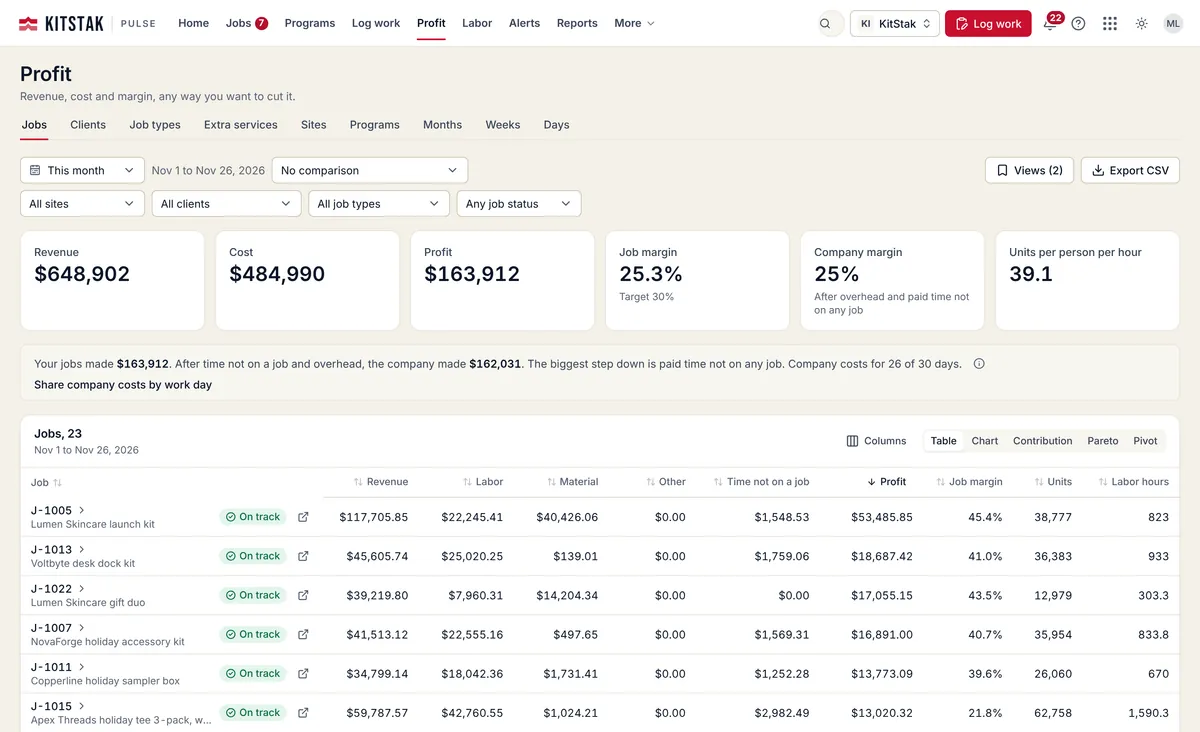 KITSTAK PULSE Home Jobs 7 Programs Log work Profit Labor Alerts Reports More KI KitStak Log work 22 ML
Profit
Revenue, cost and margin, any way you want to cut it.
Jobs Clients Job types Extra services Sites Programs Months Weeks Days
This month Nov 1 to Nov 26, 2026 No comparison Views (2) Export CSV
All sites All clients All job types Any job status
Revenue Cost Profit Job margin Company margin Units per person per hour
$648,902 $484,990 $163,912 25.3% 25% 39.1
Target 30% After overhead and paid time not
on any job
Your jobs made $163,912. After time not on a job and overhead, the company made $162,031. The biggest step down is paid time not on any job. Company costs for 26 of 30 days.
Share company costs by work day
Jobs, 23
Nov 1 to Nov 26, 2026
Columns Table Chart Contribution Pareto Pivot
Job Revenue Labor Material Other Time not on a job Profit Job margin Units Labor hours
J-1005
Lumen Skincare launch kit
On track $117,705.85 $22,245.41 $40,426.06 $0.00 $1,548.53 $53,485.85 45.4% 38,777 823
J-1013
Voltbyte desk dock kit
On track $45,605.74 $25,020.25 $139.01 $0.00 $1,759.06 $18,687.42 41.0% 36,383 933
J-1022
Lumen Skincare gift duo
On track $39,219.80 $7,960.31 $14,204.34 $0.00 $0.00 $17,055.15 43.5% 12,979 303.3
J-1007
NovaForge holiday accessory kit
On track $41,513.12 $22,555.16 $497.65 $0.00 $1,569.31 $16,891.00 40.7% 35,954 833.8
J-1011
Copperline holiday sampler box
On track $34,799.14 $18,042.36 $1,731.41 $0.00 $1,252.28 $13,773.09 39.6% 26,060 670
J-1015
Apex Threads holiday tee 3-pack, w...
On track $59,787.57 $42,760.55 $1,024.21 $0.00 $2,982.49 $13,020.32 21.8% 62,758 1,590.3